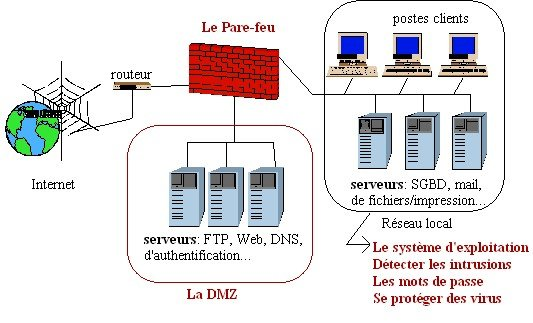 Le Pare-feu
postes clients
routeur
Internet
serveurs: SGBD, mail,
de fichiers/impression...
Réseau local
serveurs: FTP, Web, DNS,
d'authentification...
La DMZ
Le système d'exploitation
Détecter les intrusions
Les mots de passe
Se protéger des virus